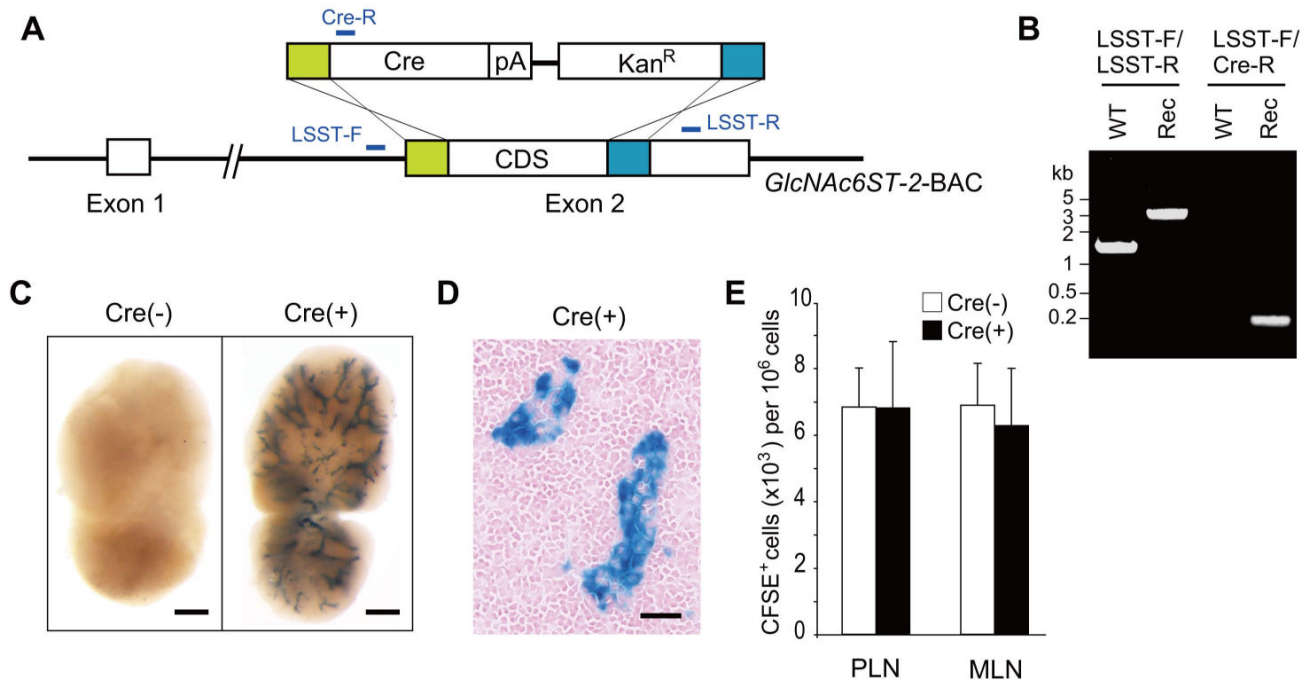 A
Cre-R
Cre
pA
Kan^R
LSST-F
LSST-R
CDS
GlcNAc6ST-2-BAC
Exon 1
Exon 2
B
LSST-F/ LSST-F/
LSST-R Cre-R
WT Rec WT Rec
kb
5
3
2
1
0.5
0.2
C
Cre(-) Cre(+)
D
Cre(+)
E
Cre(-)
Cre(+)
CFSE⁺ cells (x10³) per 10⁶ cells
10
8
6
4
2
0
PLN MLN